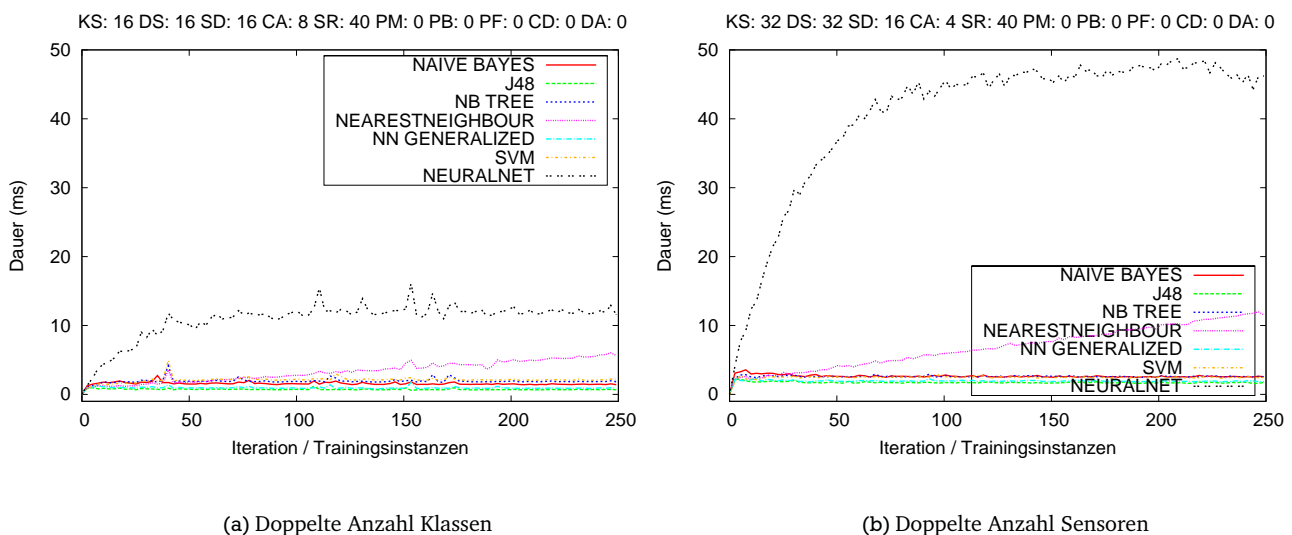 KS: 16 DS: 16 SD: 16 CA: 8 SR: 40 PM: 0 PB: 0 PF: 0 CD: 0 DA: 0
50
40
30
20
10
0
Dauer (ms)
NAIVE BAYES
J48
NB TREE
NEARESTNEIGHBOUR
NN GENERALIZED
SVM
NEURALNET
0
50
100
150
200
250
Iteration / Trainingsinstanzen
(a) Doppelte Anzahl Klassen
KS: 32 DS: 32 SD: 16 CA: 4 SR: 40 PM: 0 PB: 0 PF: 0 CD: 0 DA: 0
50
40
30
20
10
0
Dauer (ms)
NAIVE BAYES
J48
NB TREE
NEARESTNEIGHBOUR
NN GENERALIZED
SVM
NEURALNET
0
50
100
150
200
250
Iteration / Trainingsinstanzen
(b) Doppelte Anzahl Sensoren